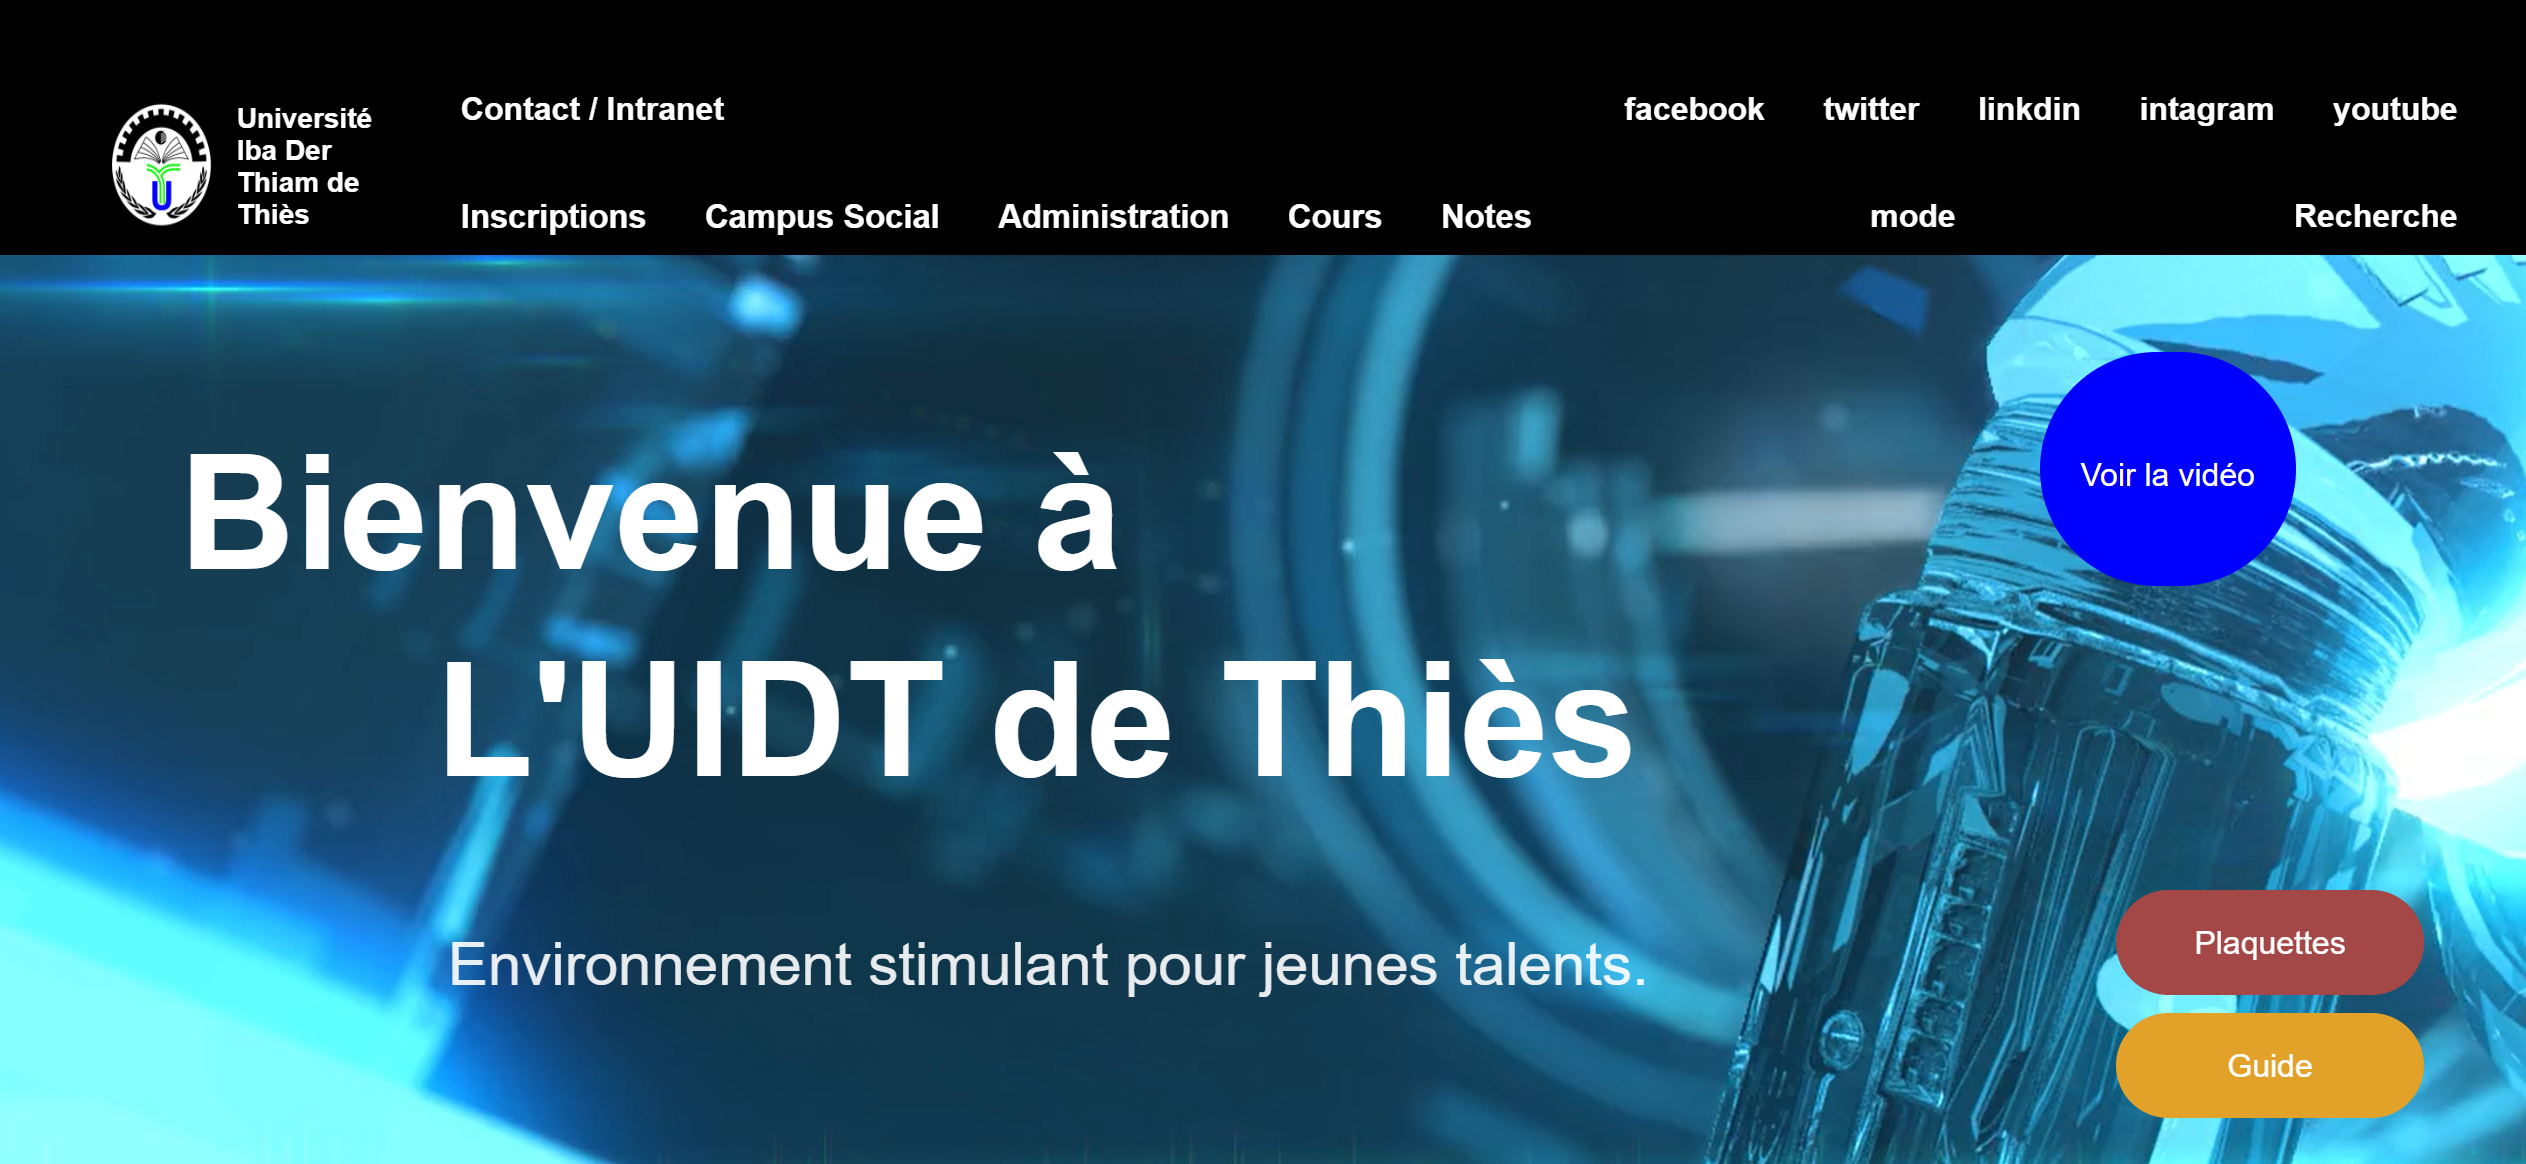 Université
Iba Der
Thiam de
Thiès
Contact / Intranet
facebook twitter linkdin intagram youtube
Inscriptions Campus Social Administration Cours Notes mode Recherche
Bienvenue à
L'UIDT de Thiès
Voir la vidéo
Environnement stimulant pour jeunes talents.
Plaquettes
Guide